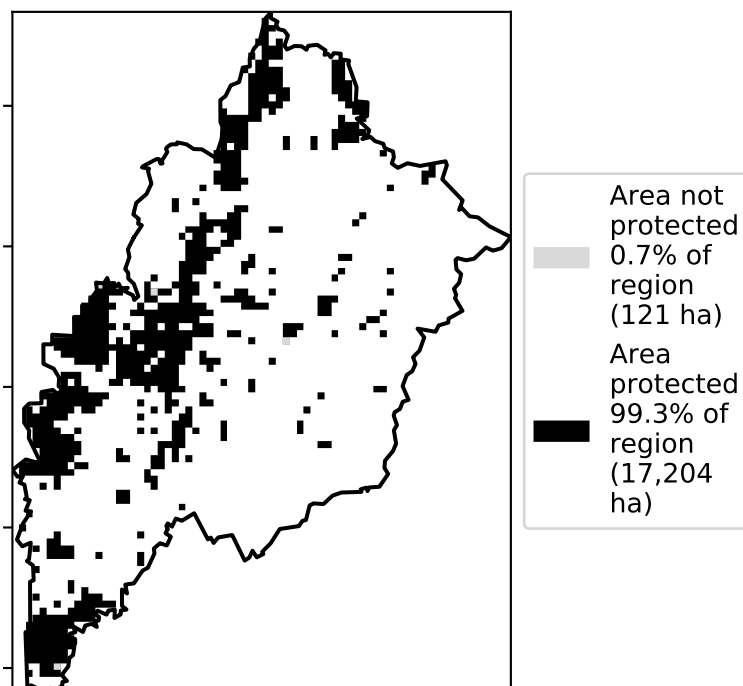 Area not
protected
0.7% of
region
(121 ha)
Area
protected
99.3% of
region
(17,204
ha)